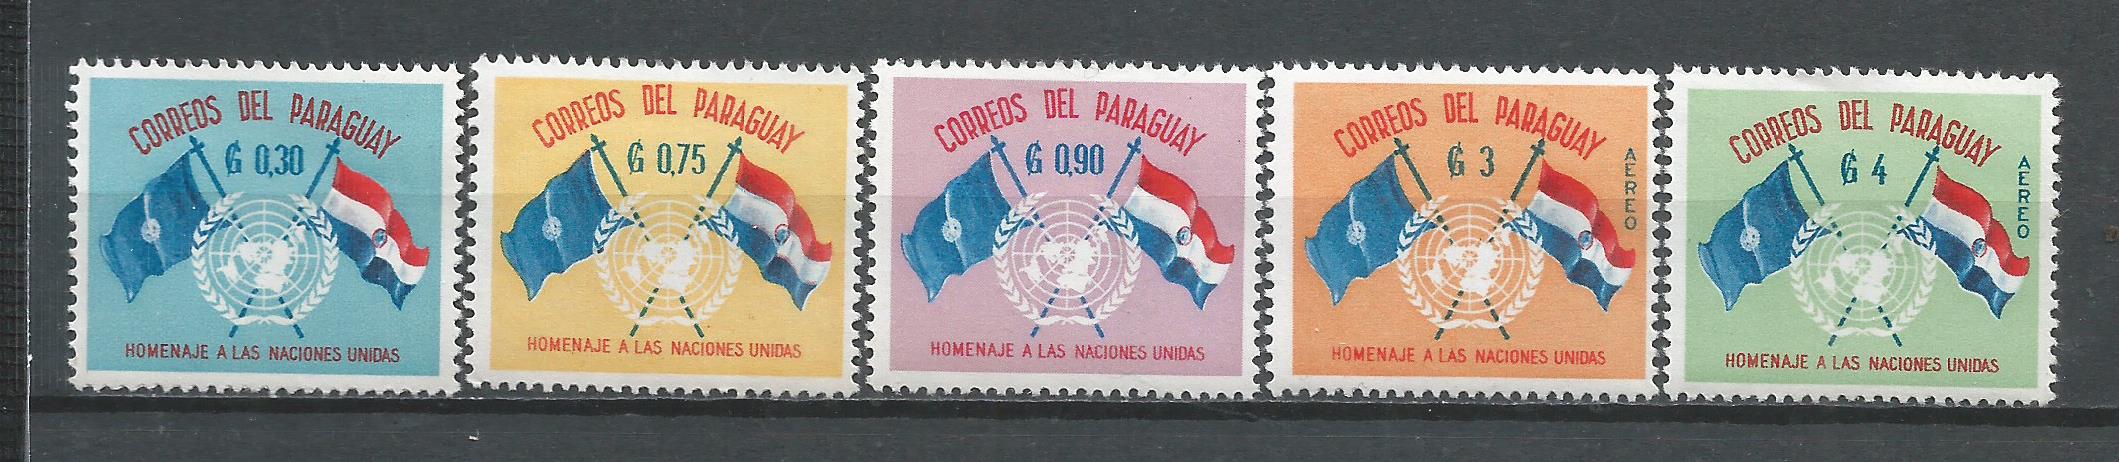 CORREOS DEL PARAGUAY
₲ 0,30
HOMENAJE A LAS NACIONES UNIDAS
CORREOS DEL PARAGUAY
₲ 0,75
HOMENAJE A LAS NACIONES UNIDAS
CORREOS DEL PARAGUAY
₲ 0,90
HOMENAJE A LAS NACIONES UNIDAS
CORREOS DEL PARAGUAY
₲ 3
AEREO
HOMENAJE A LAS NACIONES UNIDAS
CORREOS DEL PARAGUAY
₲ 4
AEREO
HOMENAJE A LAS NACIONES UNIDAS